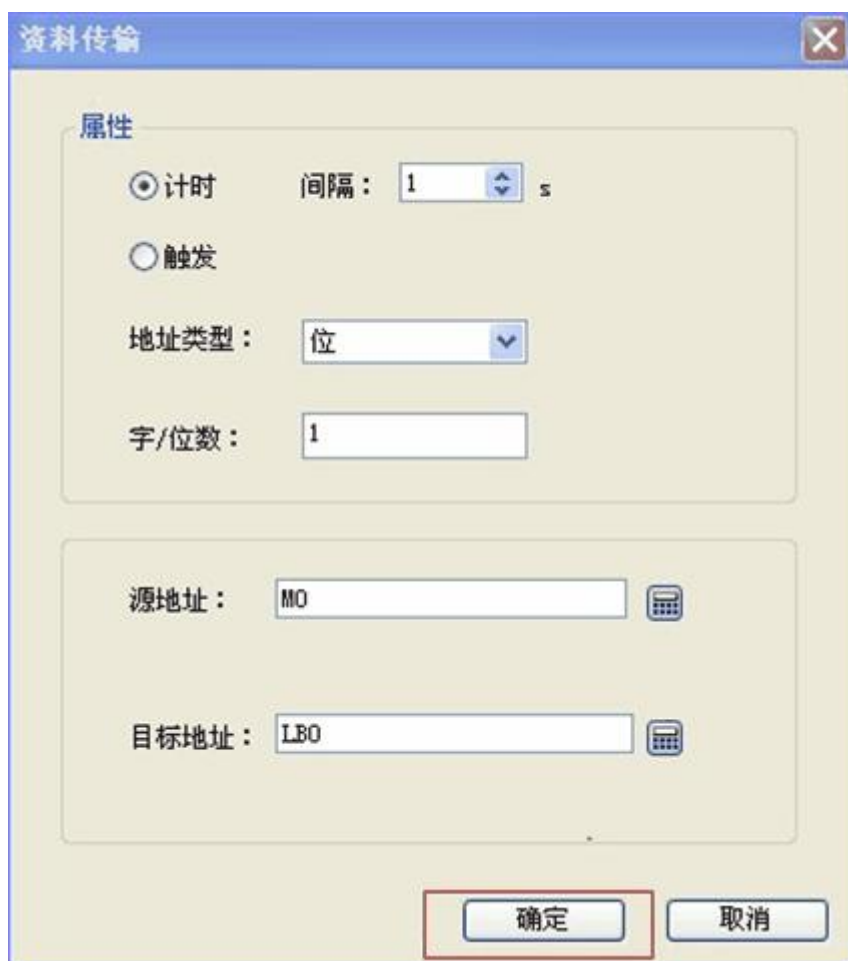 资料传输
属性
计时 间隔： 1 s
触发
地址类型： 位
字/位数： 1
源地址： M0
目标地址： LB0
确定 取消